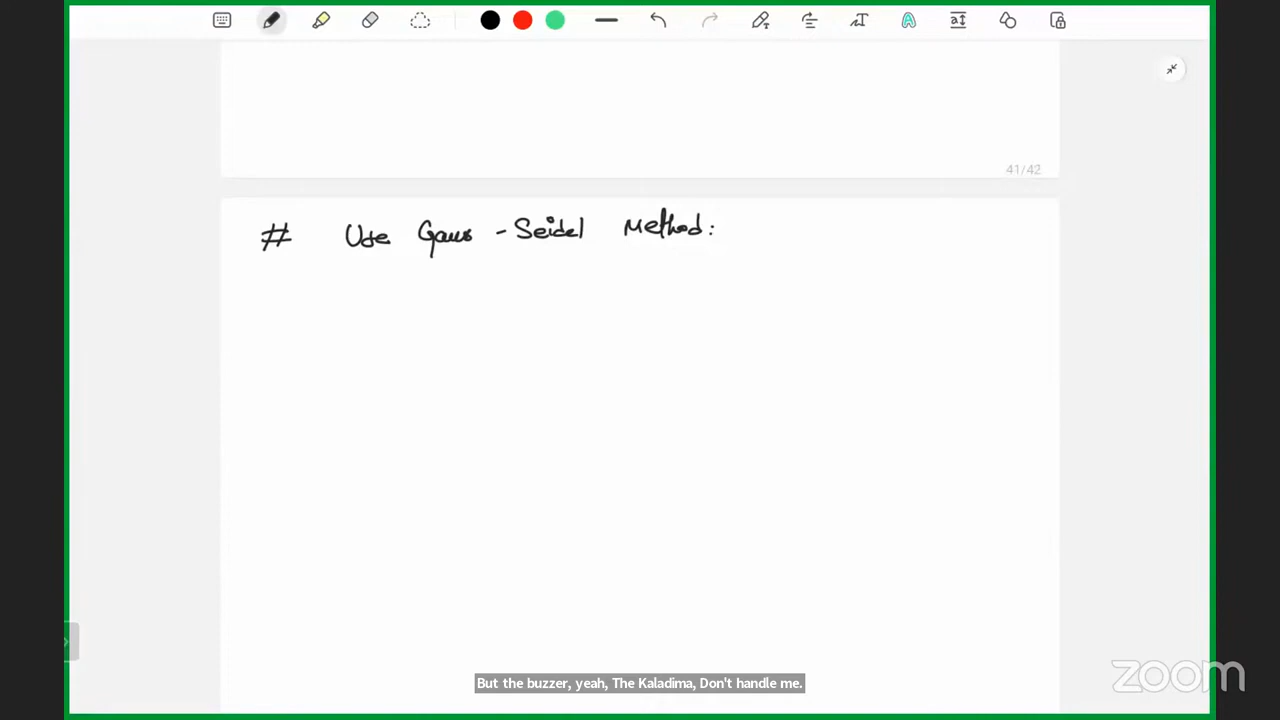 41/42
# Use Gauss - Seidel Method:
But the buzzer, yeah, The Kaladima, Don't handle me.
zoom